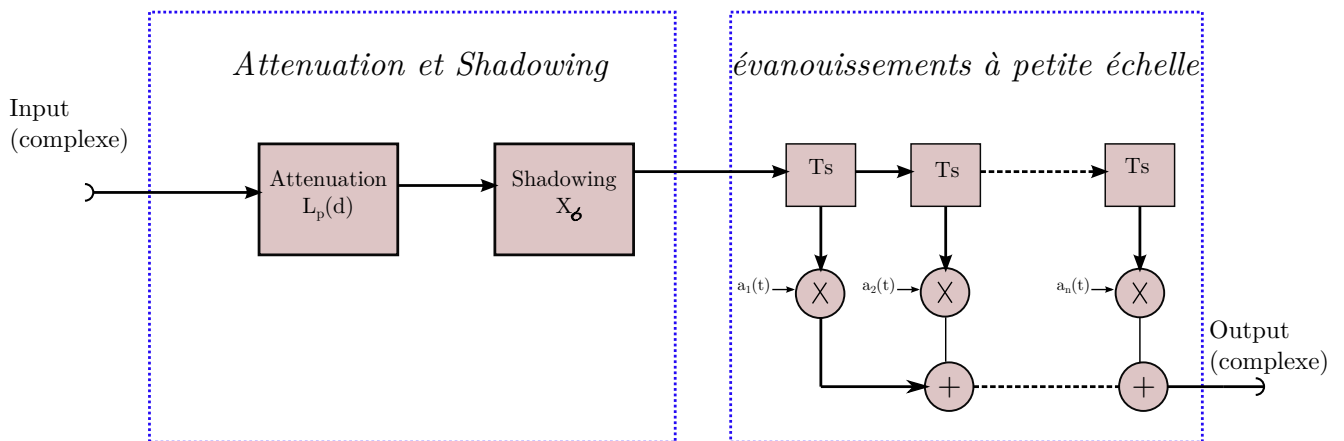 Attenuation et Shadowing
évanouissements à petite échelle
Input
(complexe)
Attenuation
Lₚ(d)
Shadowing
X₆
Ts
Ts
Ts
a₁(t)
X
a₂(t)
X
aₙ(t)
X
Output
(complexe)
+
+